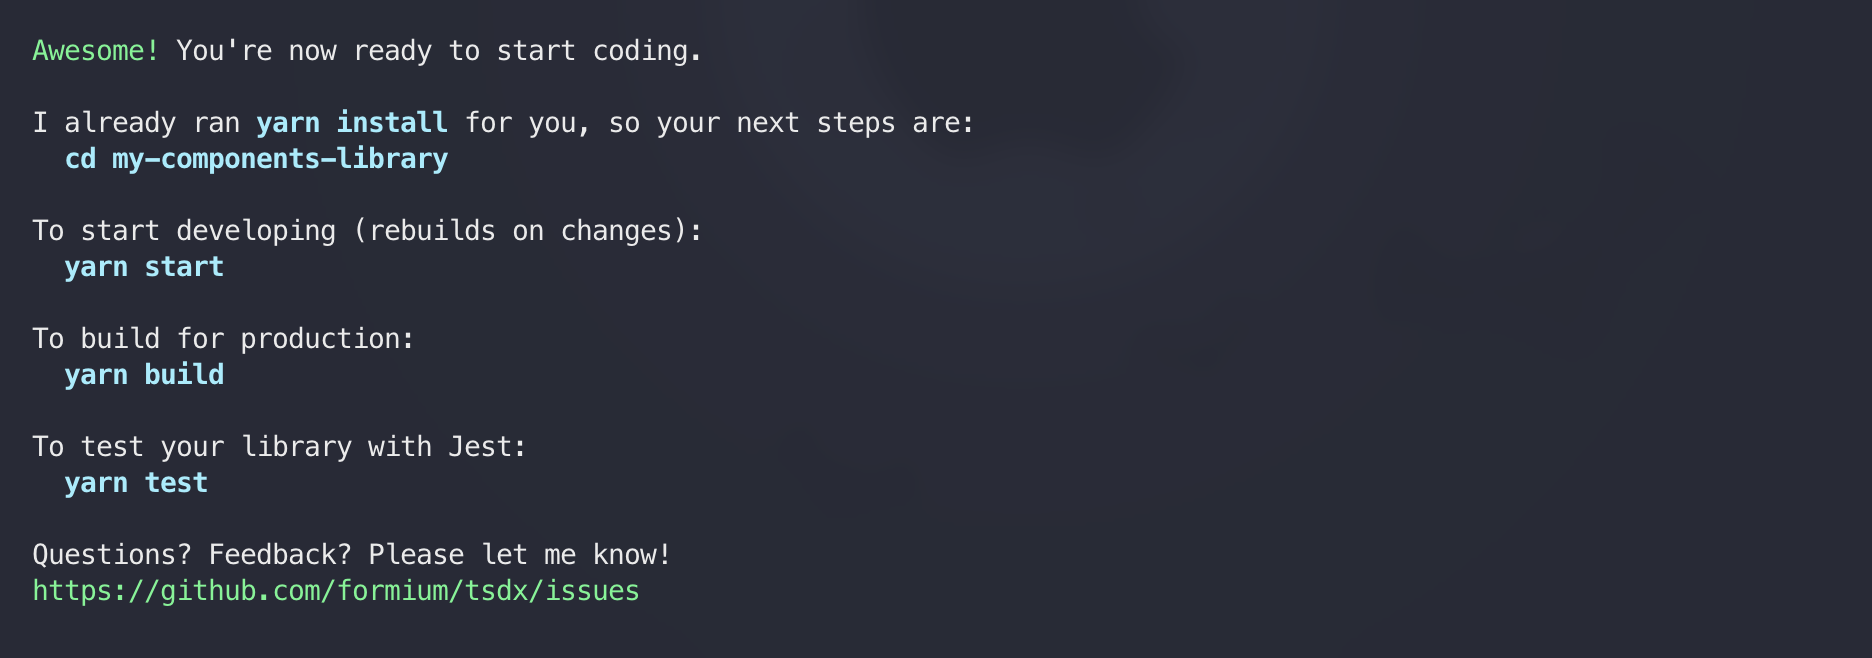 Awesome! You're now ready to start coding.
I already ran yarn install for you, so your next steps are:
cd my-components-library
To start developing (rebuilds on changes):
yarn start
To build for production:
yarn build
To test your library with Jest:
yarn test
Questions? Feedback? Please let me know!
https://github.com/formium/tsdx/issues